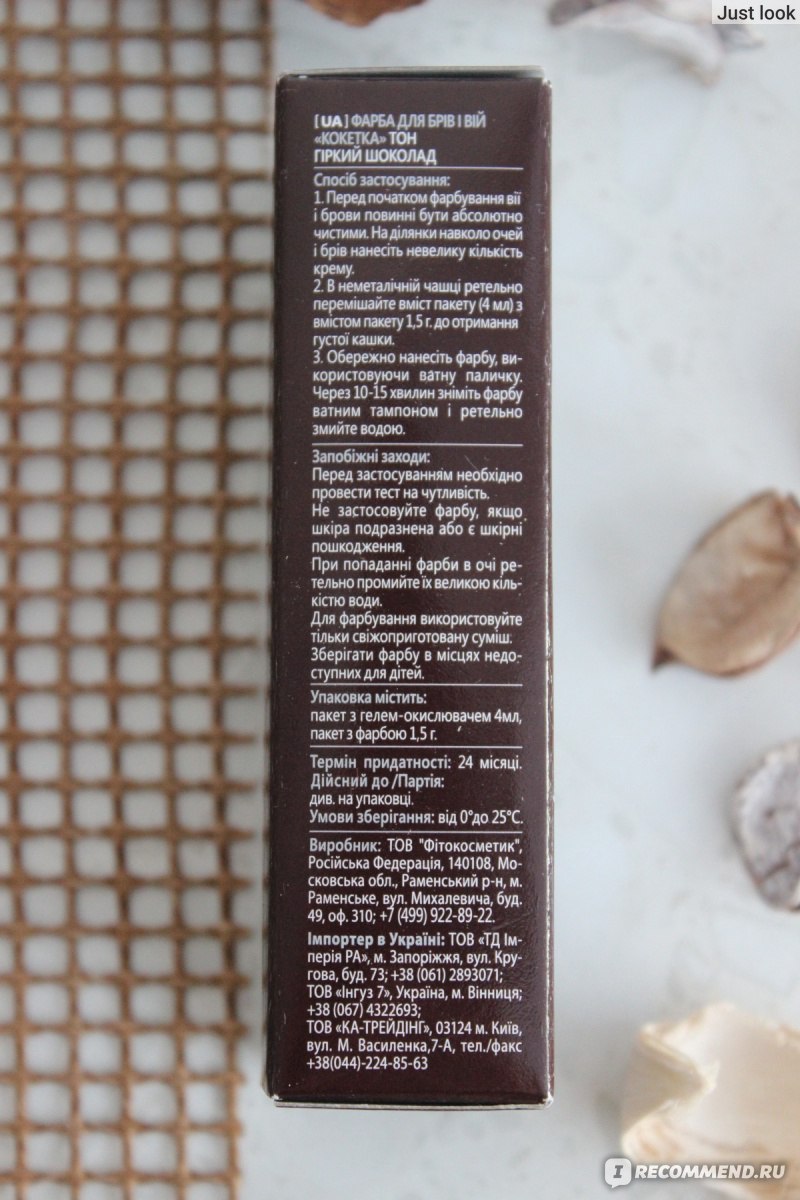 Just look
[UA] ФАРБА ДЛЯ БРІВ І ВІЙ
«КОКЕТКА» ТОН
ГІРКИЙ ШОКОЛАД
Спосіб застосування:
1. Перед початком фарбування вії
і брови повинні бути абсолютно
чистими. На ділянки навколо очей
і брів нанесіть невелику кількість
крему.
2. В неметалічній чашці ретельно
перемішайте вміст пакету (4 мл) з
вмістом пакету 1,5 г. до отримання
густої кашки.
3. Обережно нанесіть фарбу, ви-
користовуючи ватну паличку.
Через 10-15 хвилин зніміть фарбу
ватним тампоном і ретельно
змийте водою.
Запобіжні заходи:
Перед застосуванням необхідно
провести тест на чутливість.
Не застосовуйте фарбу, якщо
шкіра подразнена або є шкірні
пошкодження.
При попаданні фарби в очі ре-
тельно промийте їх великою кіль-
кістю води.
Для фарбування використовуйте
тільки свіжоприготовану суміш.
Зберігати фарбу в місцях недо-
ступних для дітей.
Упаковка містить:
пакет з гелем-окислювачем 4мл,
пакет з фарбою 1,5 г.
Термін придатності: 24 місяці.
Дійсний до /Партія:
див. на упаковці.
Умови зберігання: від 0°до 25°С.
Виробник: ТОВ "Фітокосметик",
Російська Федерація, 140108, Мо-
сковська обл., Раменський р-н, м.
Раменське, вул. Михалевича, буд.
49, оф. 310; +7 (499) 922-89-22.
Імпортер в Україні: ТОВ «ТД Ім-
перія РА», м. Запоріжжя, вул. Кру-
гова, буд. 73; +38 (061) 2893071;
ТОВ «Інгуз 7», Україна, м. Вінниця;
+38 (067) 4322693;
ТОВ «КА-ТРЕЙДІНГ», 03124 м. Київ,
вул. М. Василенка,7-А, тел./факс
+38(044)-224-85-63
IRECOMMEND.RU